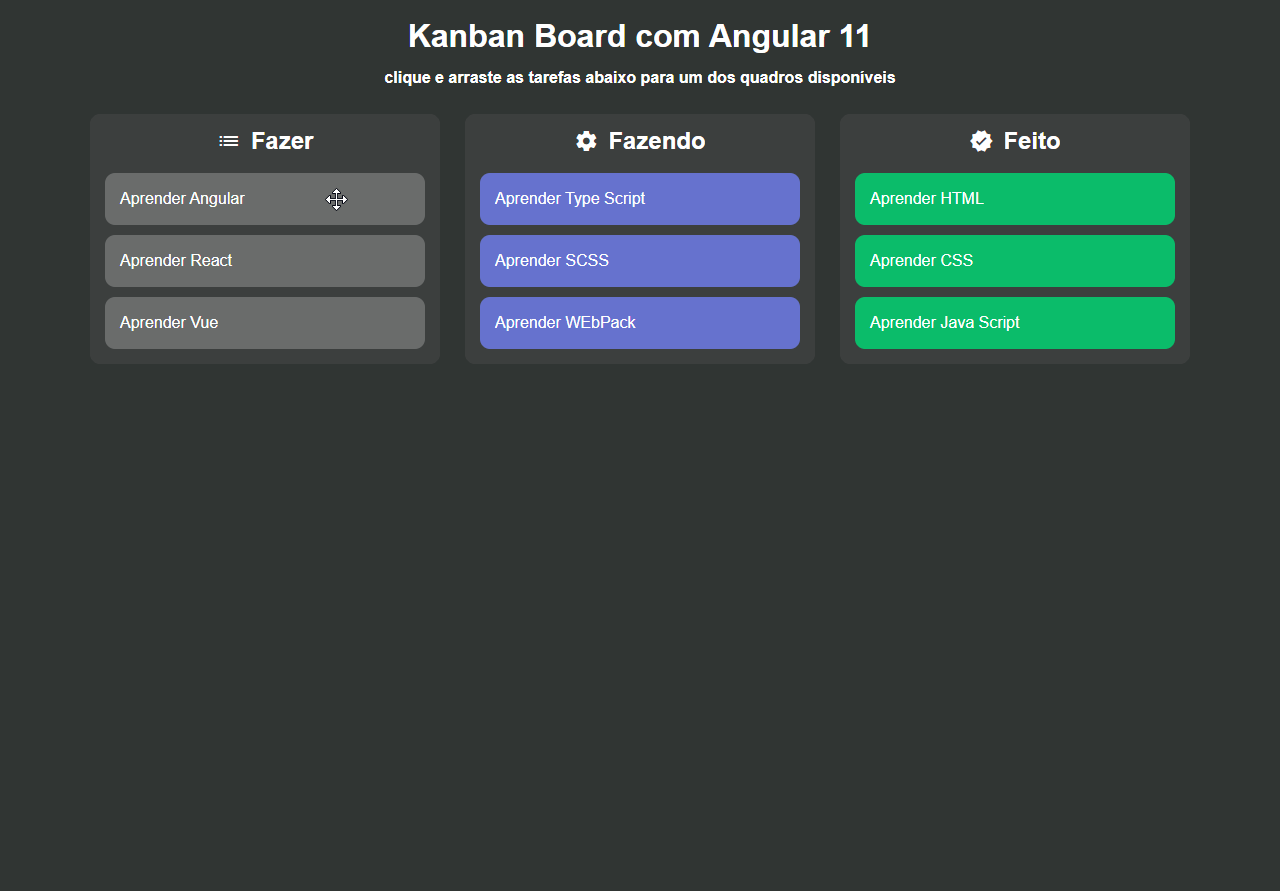 Kanban Board com Angular 11
clique e arraste as tarefas abaixo para um dos quadros disponíveis
Fazer
Aprender Angular
Aprender React
Aprender Vue
Fazendo
Aprender Type Script
Aprender SCSS
Aprender WEbPack
Feito
Aprender HTML
Aprender CSS
Aprender Java Script